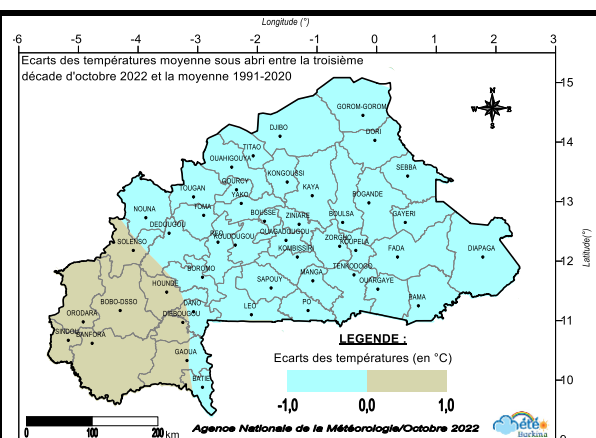 Longitude (°)
-6 -5 -4 -3 -2 -1 0 1 2 3
Ecarts des températures moyenne sous abri entre la troisième
décade d'octobre 2022 et la moyenne 1991-2020
15
N
W E
S
GOROM-GOROM
DJIBO
DORI
14
TITAO
OUAHIGOUYA
SEBBA
KONGOUSSI
GOURCY
TOUGAN
KAYA
YAKO
BOGANDE
13
NOUNA
TOMA
BOUSSE
ZINIARE
BOULSA
GAYERI
DEDOUGOU
REO
KOUDOUGOU
OUAGADOUGOU
ZORGHO
SOLENSO
KOMBISSIRI
KOUPELA
FADA
DIAPAGA
12
Latitude(°)
BOROMO
TENKODOGO
MANGA
HOUNDE
SAPOUY
OUARGAYE
BOBO-DSSO
DANO
LEO
PO
PAMA
ORODARA
DIEBOUGOU
11
SINDOU
BANFORA
LEGENDE :
GAOUA
Ecarts des températures (en °C)
BATIE
10
-1,0 0,0 1,0
0 100 200 km
Agence Nationale de la Météorologie/Octobre 2022
météo
Burkina
9